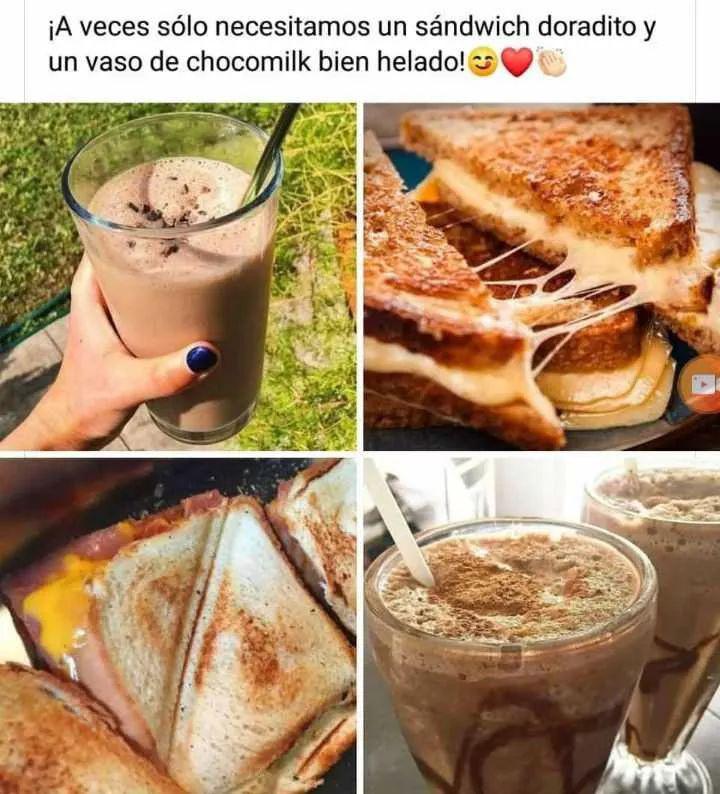 ¡A veces sólo necesitamos un sándwich doradito y
un vaso de chocomilk bien helado!😋❤️👏🏻